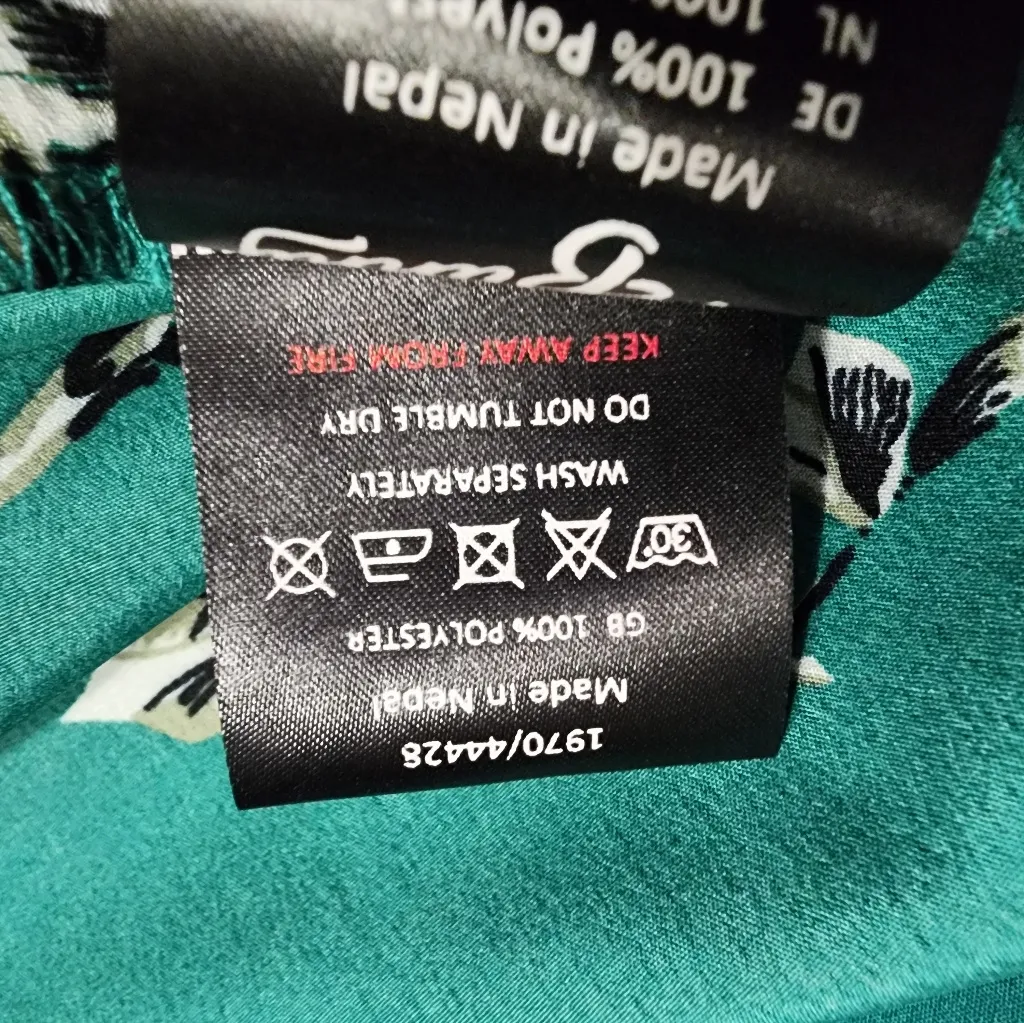 1970/44428
Made in Nepal
GB 100% POLYESTER
30°
WASH SEPARATELY
DO NOT TUMBLE DRY
KEEP AWAY FROM FIRE
Made in Nepal
DE 100%
NL 100%